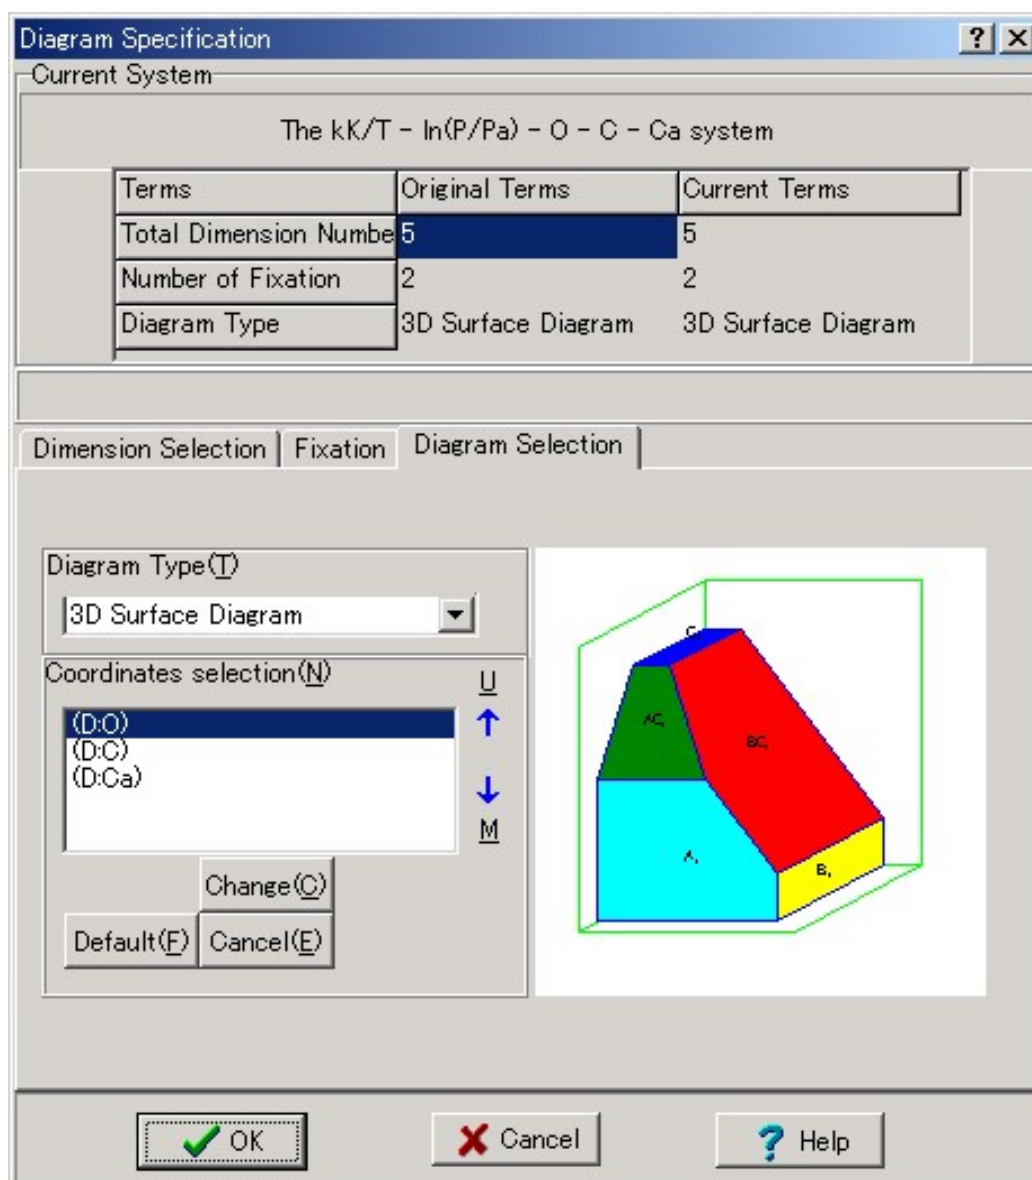 Diagram Specification
Current System
The kK/T - ln(P/Pa) - O - C - Ca system
Terms Original Terms Current Terms
Total Dimension Numbe 5 5
Number of Fixation 2 2
Diagram Type 3D Surface Diagram 3D Surface Diagram
Dimension Selection Fixation Diagram Selection
Diagram Type(T)
3D Surface Diagram
Coordinates selection(N)
U
(D:O)
(D:C)
(D:Ca)
M
Change(C)
Default(F) Cancel(E)
C
AC,
BC,
A,
B,
OK Cancel Help